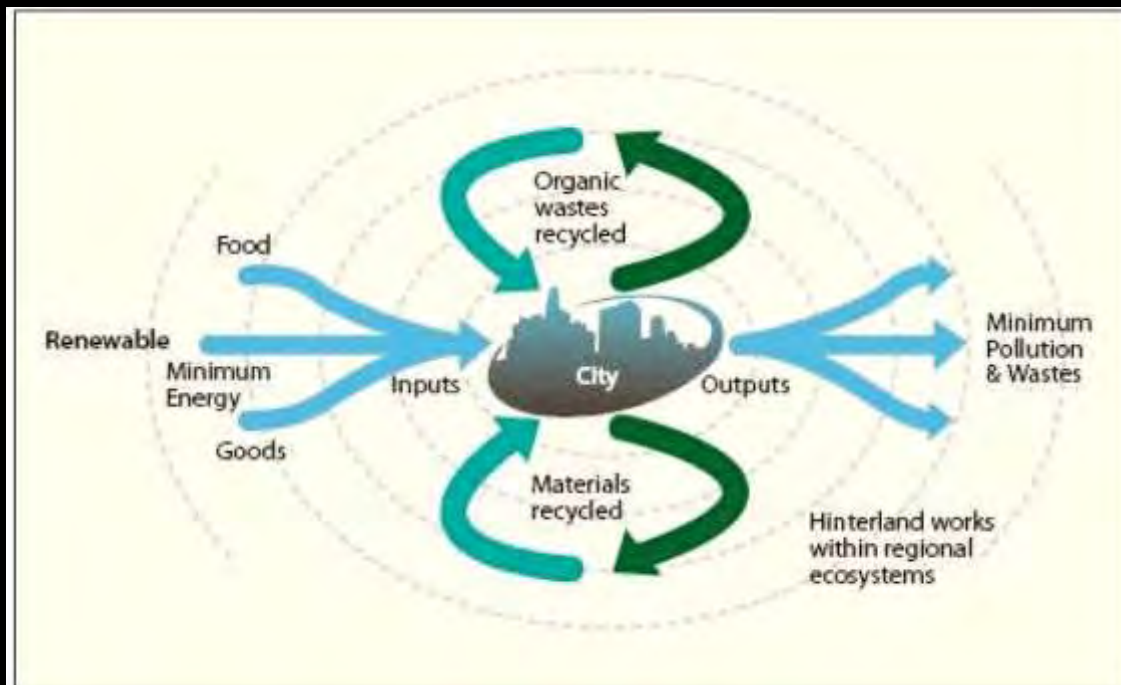 Organic
wastes
recycled
Food
Renewable
Minimum
Energy
Inputs
Goods
City
Outputs
Minimum
Pollution
& Wastes
Materials
recycled
Hinterland works
within regional
ecosystems